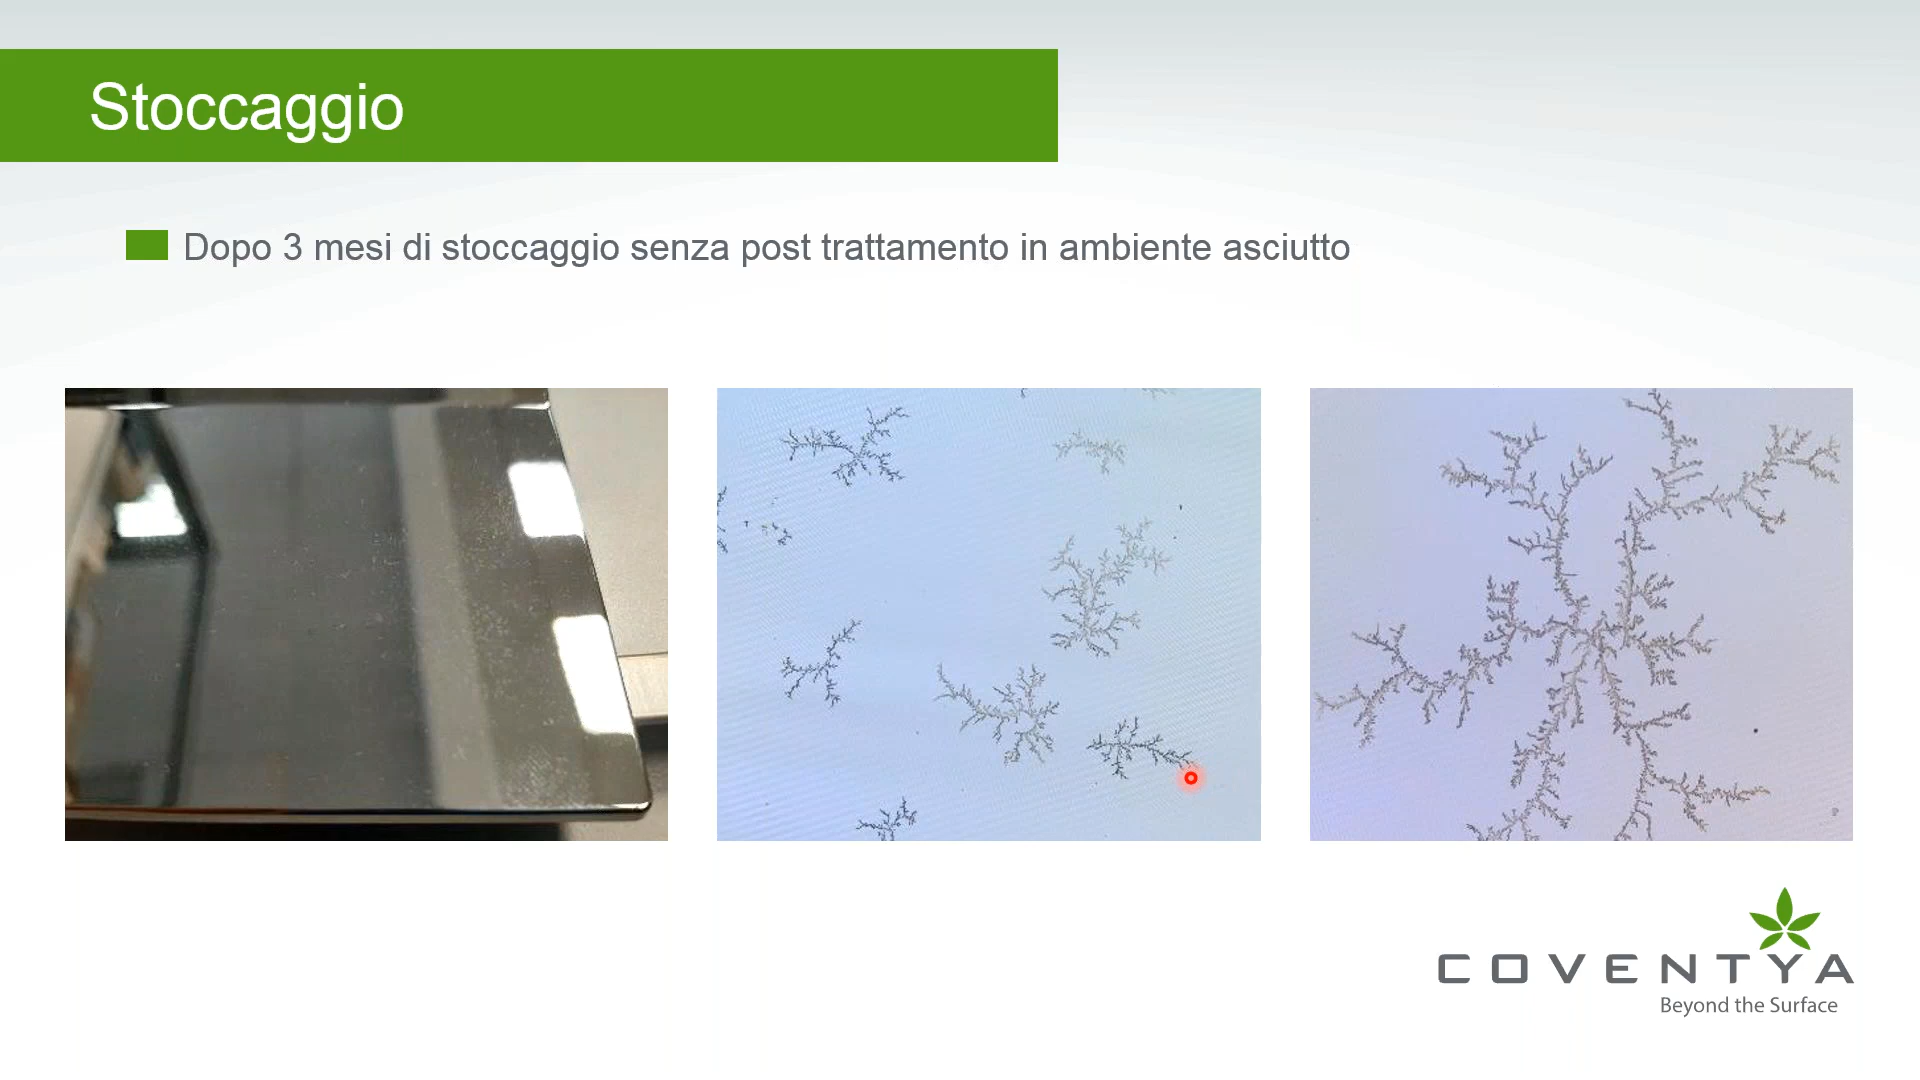 Stoccaggio
Dopo 3 mesi di stoccaggio senza post trattamento in ambiente asciutto
COVENTYA
Beyond the Surface